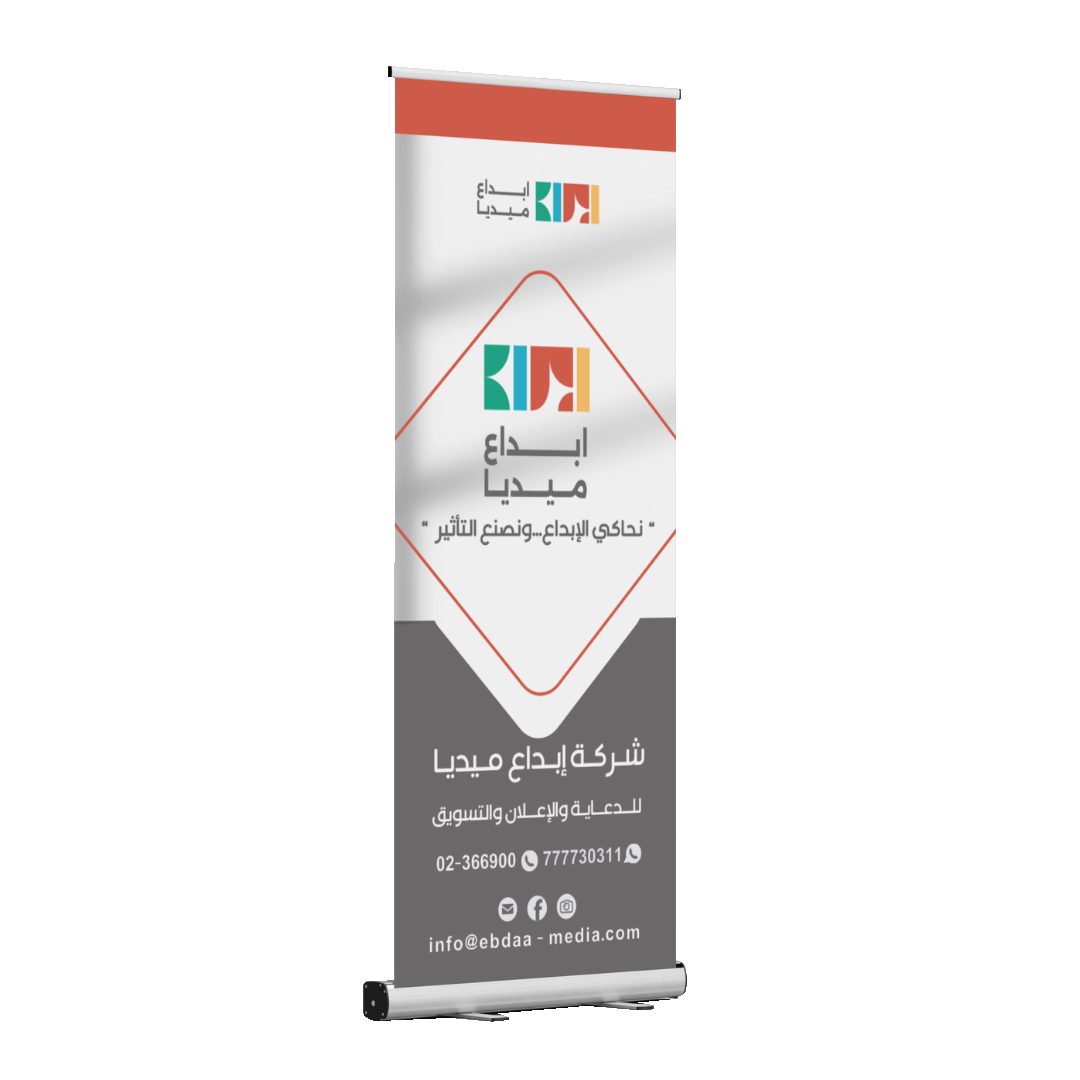 ابداع
ميديا
ابداع
ميديا
“ نحاكي الإبداع...ونصنع التأثير “
شركة إبداع ميديا
للدعاية والإعلان والتسويق
02-366900 777730311
info@ebdaa - media.com